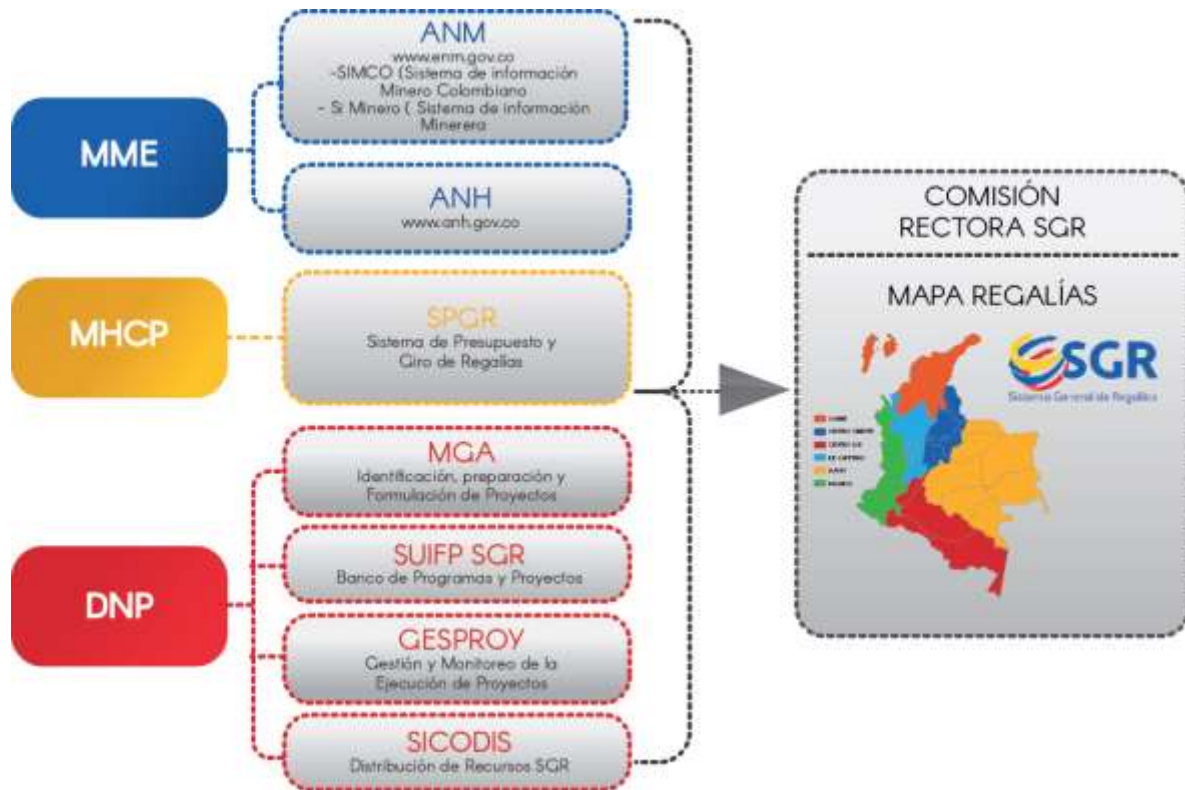 MME
ANM
www.enm.gov.co
-SIMCO (Sistema de información
Minero Colombiano
- Si Minero ( Sistema de información
Minerera
ANH
www.anh.gov.co
MHCP
SPGR
Sistema de Presupuesto y
Giro de Regalías
DNP
MGA
Identificación, preparación y
Formulación de Proyectos
SUIFP SGR
Banco de Programas y Proyectos
GESPROY
Gestión y Monitoreo de la
Ejecución de Proyectos
SICODIS
Distribución de Recursos SGR
COMISIÓN
RECTORA SGR
MAPA REGALÍAS
SGR
Sistema General de Regalías